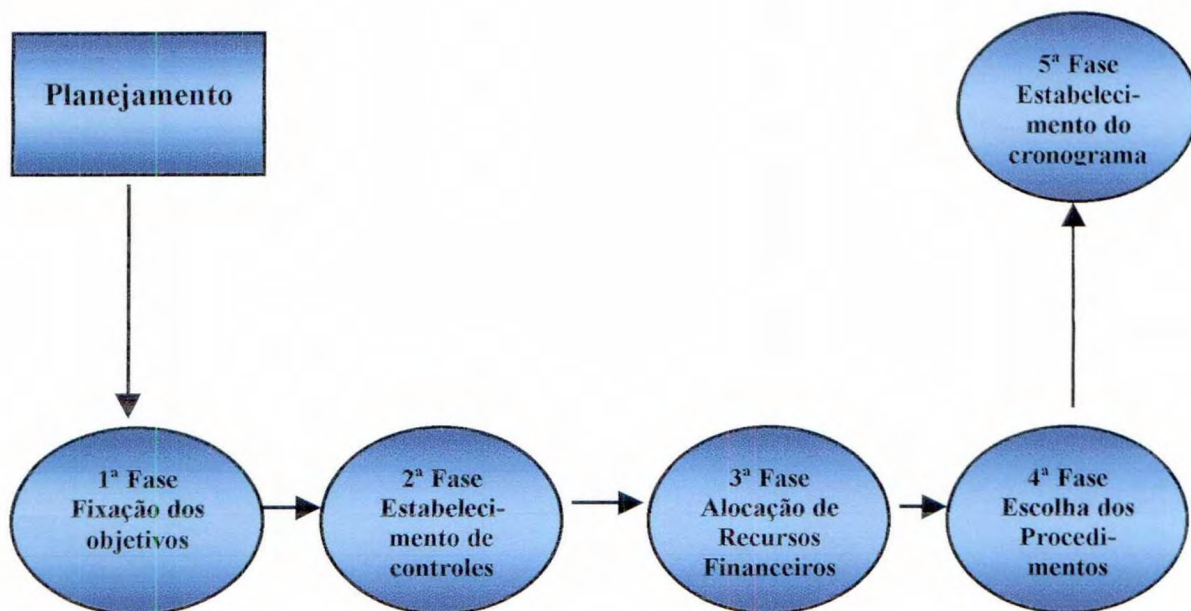 Planejamento
1ª Fase
Fixação dos
objetivos
2ª Fase
Estabeleci-
mento de
controles
3ª Fase
Alocação de
Recursos
Financeiros
4ª Fase
Escolha dos
Procedi-
mentos
5ª Fase
Estabeleci-
mento do
cronograma